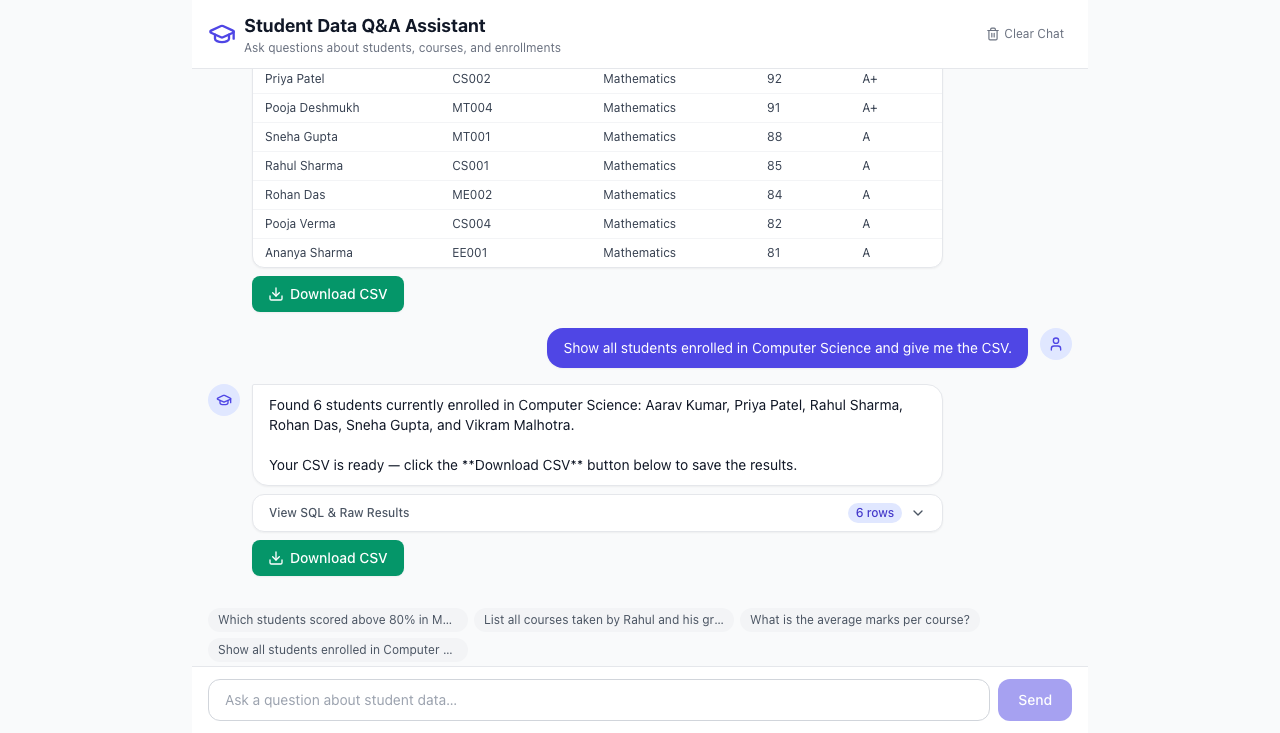 Student Data Q&A Assistant
Ask questions about students, courses, and enrollments
Clear Chat
Priya Patel CS002 Mathematics 92 A+
Pooja Deshmukh MT004 Mathematics 91 A+
Sneha Gupta MT001 Mathematics 88 A
Rahul Sharma CS001 Mathematics 85 A
Rohan Das ME002 Mathematics 84 A
Pooja Verma CS004 Mathematics 82 A
Ananya Sharma EE001 Mathematics 81 A
Download CSV
Show all students enrolled in Computer Science and give me the CSV.
Found 6 students currently enrolled in Computer Science: Aarav Kumar, Priya Patel, Rahul Sharma,
Rohan Das, Sneha Gupta, and Vikram Malhotra.
Your CSV is ready — click the **Download CSV** button below to save the results.
View SQL & Raw Results 6 rows
Download CSV
Which students scored above 80% in M... List all courses taken by Rahul and his gr... What is the average marks per course?
Show all students enrolled in Computer ...
Ask a question about student data... Send